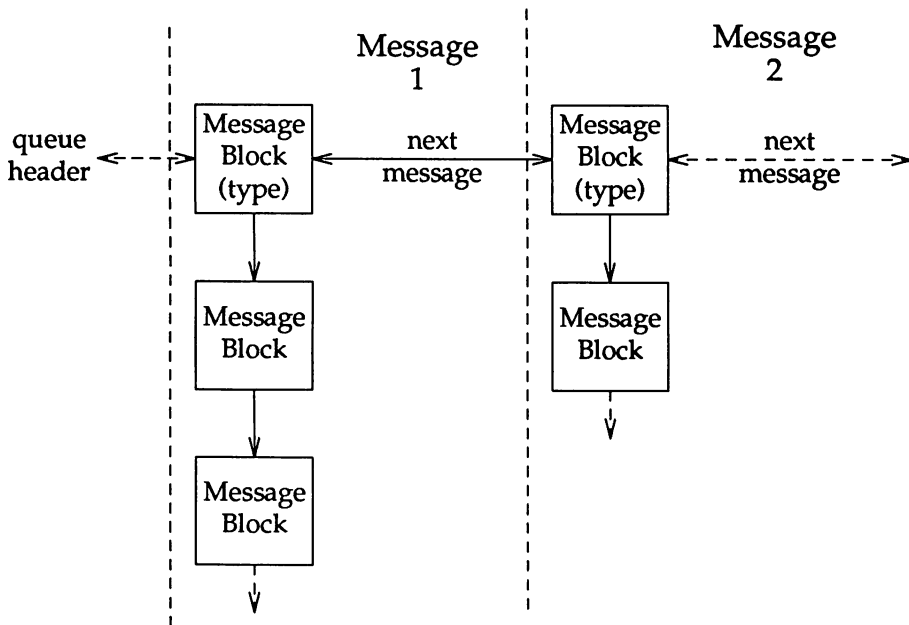 Message
1
Message
2
queue
header
Message
Block
(type)
next
message
Message
Block
(type)
next
message
Message
Block
Message
Block
Message
Block